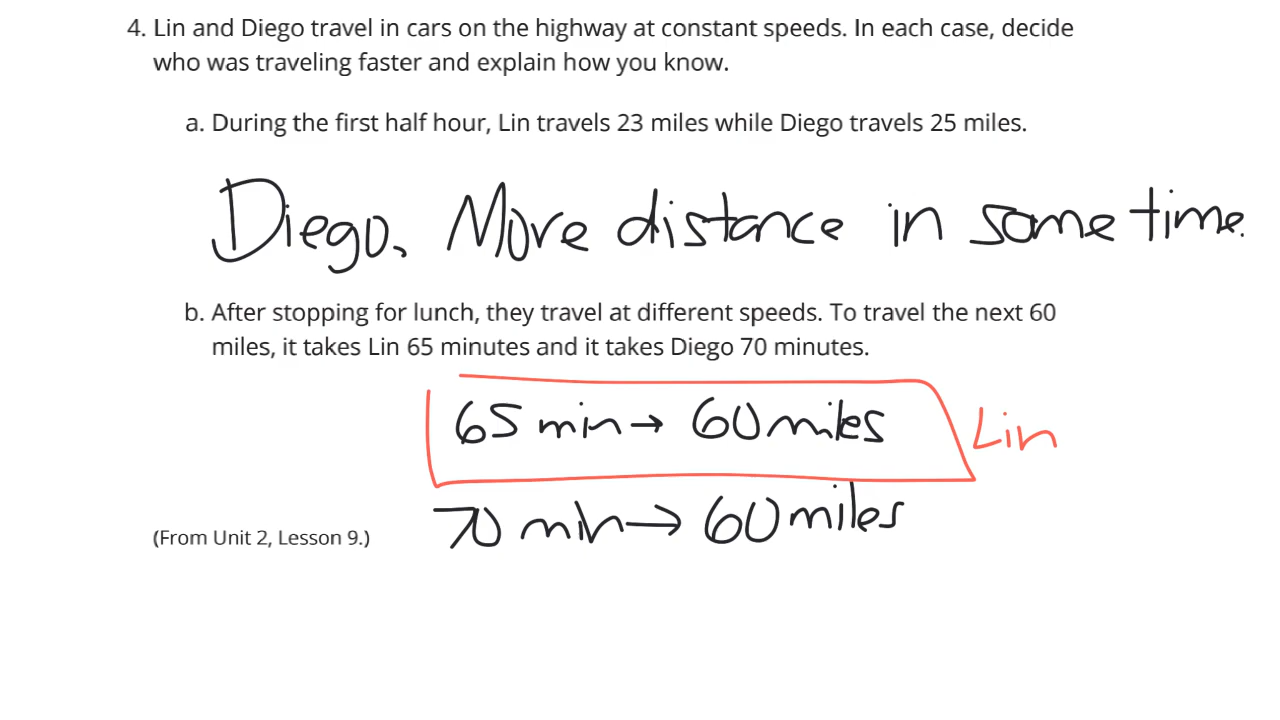 4. Lin and Diego travel in cars on the highway at constant speeds. In each case, decide
who was traveling faster and explain how you know.
a. During the first half hour, Lin travels 23 miles while Diego travels 25 miles.
Diego. More distance in same time.
b. After stopping for lunch, they travel at different speeds. To travel the next 60
miles, it takes Lin 65 minutes and it takes Diego 70 minutes.
65 min → 60 miles Lin
70 min → 60 miles
(From Unit 2, Lesson 9.)